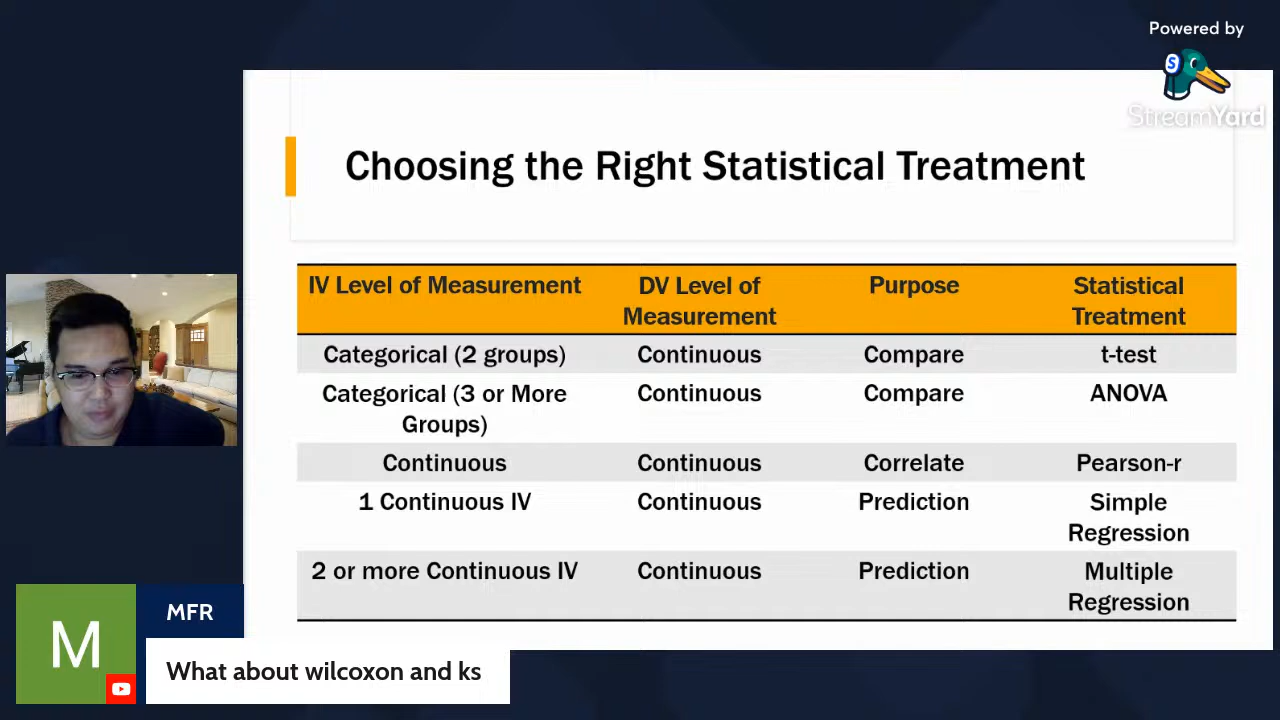 Powered by
S
StreamYard
Choosing the Right Statistical Treatment
IV Level of Measurement DV Level of Measurement Purpose Statistical Treatment
Categorical (2 groups) Continuous Compare t-test
Categorical (3 or More Groups) Continuous Compare ANOVA
Continuous Continuous Correlate Pearson-r
1 Continuous IV Continuous Prediction Simple Regression
2 or more Continuous IV Continuous Prediction Multiple Regression
M
MFR
What about wilcoxon and ks